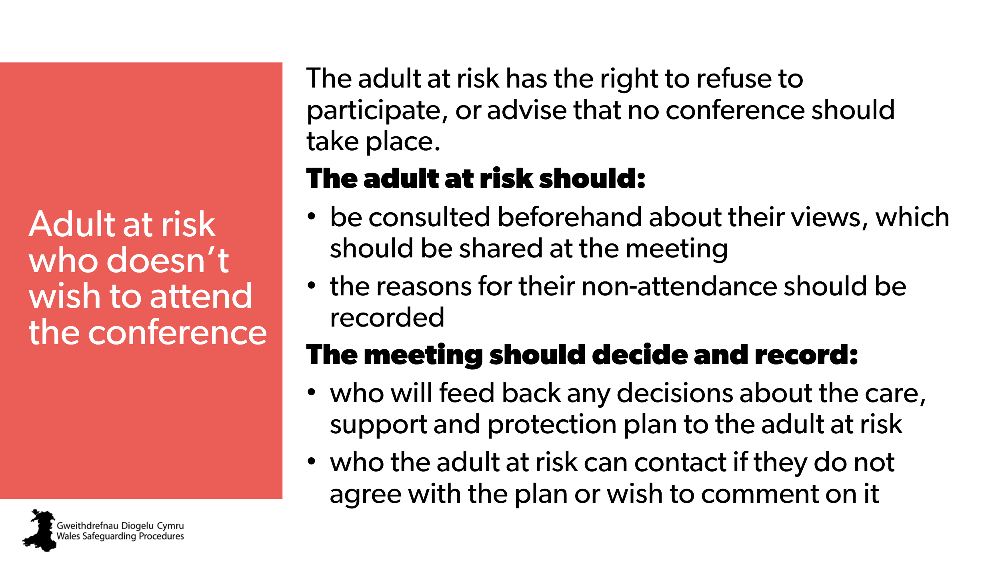 Adult at risk
who doesn’t
wish to attend
the conference
The adult at risk has the right to refuse to
participate, or advise that no conference should
take place.
The adult at risk should:
• be consulted beforehand about their views, which
should be shared at the meeting
• the reasons for their non-attendance should be
recorded
The meeting should decide and record:
• who will feed back any decisions about the care,
support and protection plan to the adult at risk
• who the adult at risk can contact if they do not
agree with the plan or wish to comment on it
Gweithdrefnau Diogelu Cymru
Wales Safeguarding Procedures